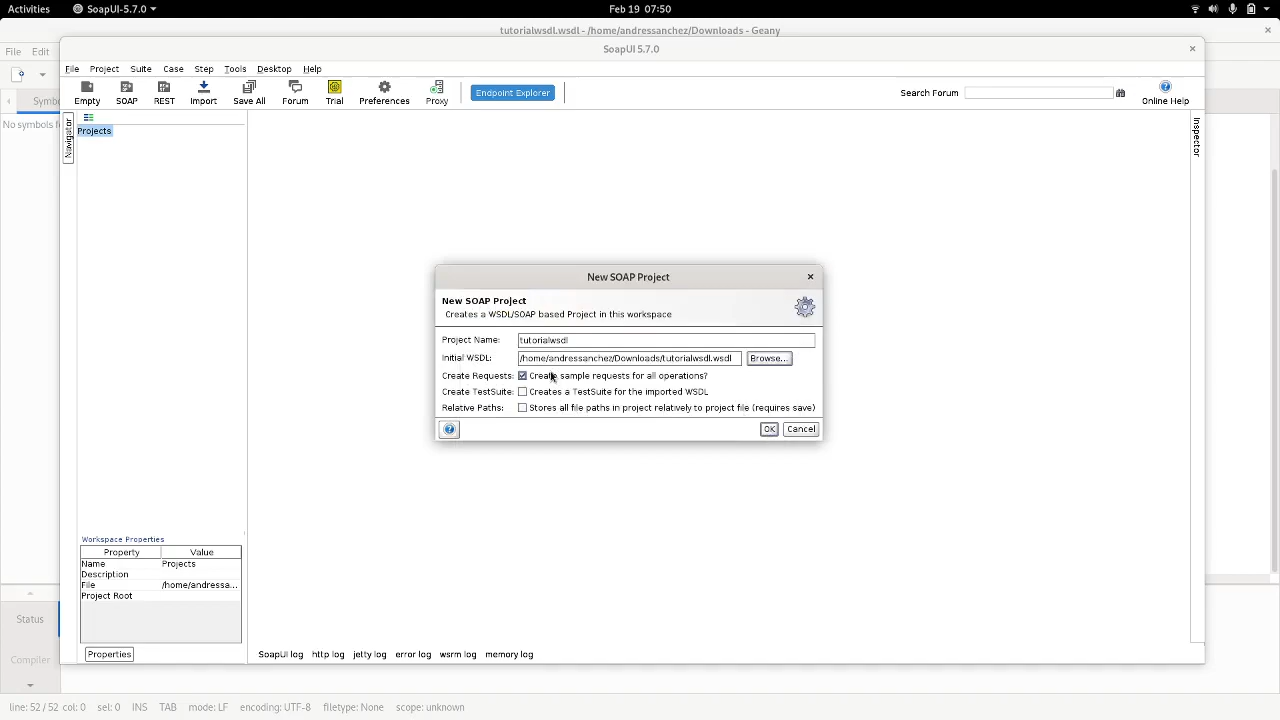 Activities SoapUI-5.7.0 Feb 19 07:50
tutorialwsdl.wsdl - /home/andressanchez/Downloads - Geany
SoapUI 5.7.0
File Edit
File Project Suite Case Step Tools Desktop Help
Empty SOAP REST Import Save All Forum Trial Preferences Proxy Endpoint Explorer Search Forum Online Help
No symbols
Navigator
Projects
Inspector
New SOAP Project
New SOAP Project
Creates a WSDL/SOAP based Project in this workspace
Project Name: tutorialwsdl
Initial WSDL: /home/andressanchez/Downloads/tutorialwsdl.wsdl Browse...
Create Requests: Create sample requests for all operations?
Create TestSuite: Creates a TestSuite for the imported WSDL
Relative Paths: Stores all file paths in project relatively to project file (requires save)
OK Cancel
Workspace Properties
Property Value
Name Projects
Description
File /home/andressa...
Project Root
Properties
SoapUI log http log jetty log error log wsrm log memory log
Status
Compiler
line: 52 / 52 col: 0 sel: 0 INS TAB mode: LF encoding: UTF-8 filetype: None scope: unknown